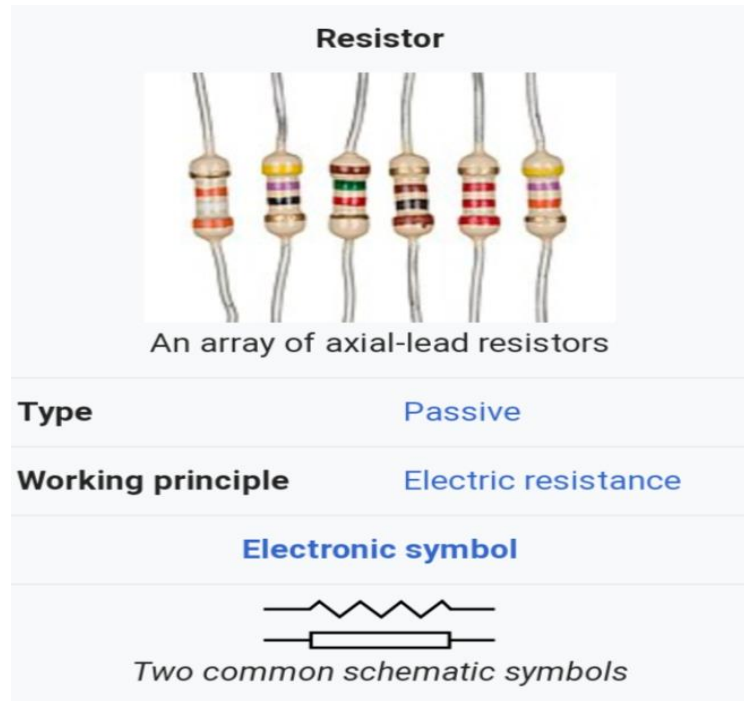 Resistor
An array of axial-lead resistors
Type Passive
Working principle Electric resistance
Electronic symbol
Two common schematic symbols